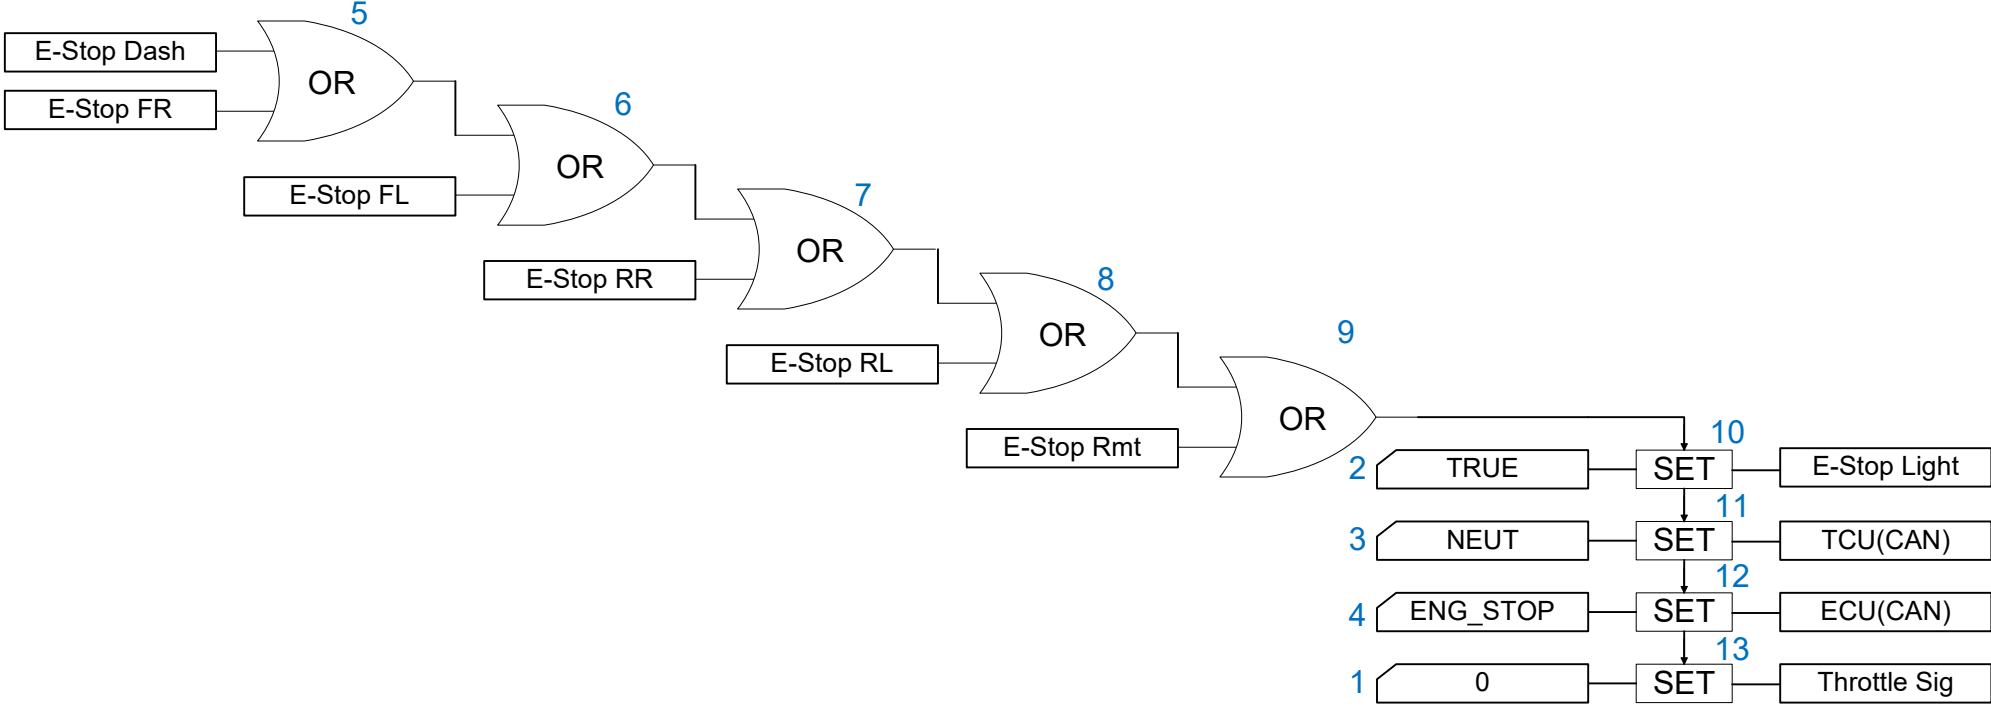 5
E-Stop Dash
OR
E-Stop FR
6
OR
E-Stop FL
7
OR
E-Stop RR
8
OR
E-Stop RL
9
OR
E-Stop Rmt
10
2 TRUE SET E-Stop Light
11
3 NEUT SET TCU(CAN)
12
4 ENG_STOP SET ECU(CAN)
13
1 0 SET Throttle Sig